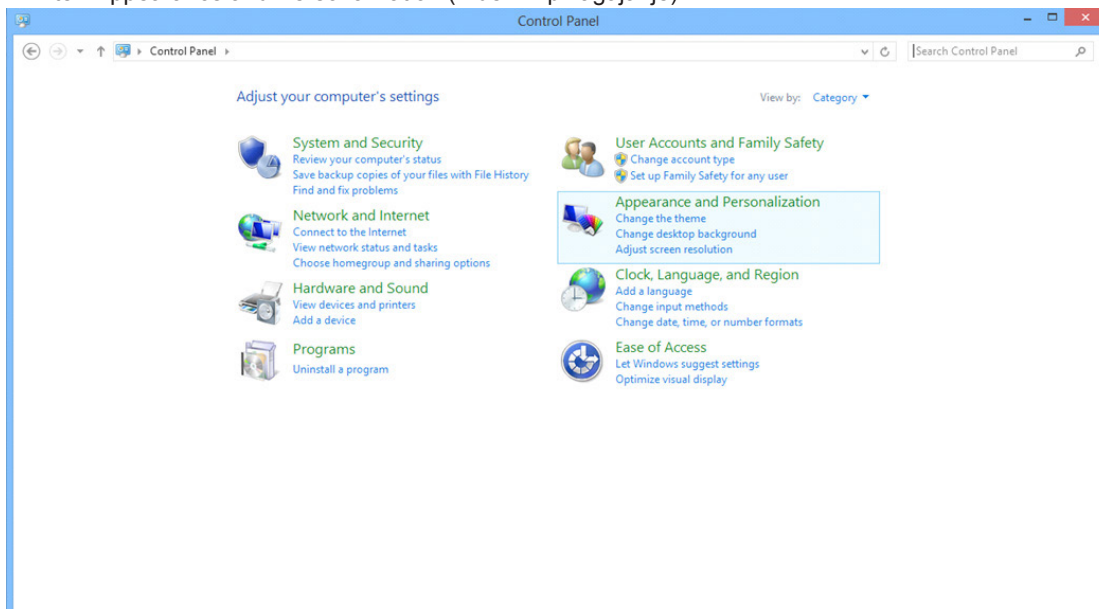 Control Panel
Control Panel
Search Control Panel
Adjust your computer's settings
View by: Category
System and Security
Review your computer's status
Save backup copies of your files with File History
Find and fix problems
Network and Internet
Connect to the Internet
View network status and tasks
Choose homegroup and sharing options
Hardware and Sound
View devices and printers
Add a device
Programs
Uninstall a program
User Accounts and Family Safety
Change account type
Set up Family Safety for any user
Appearance and Personalization
Change the theme
Change desktop background
Adjust screen resolution
Clock, Language, and Region
Add a language
Change input methods
Change date, time, or number formats
Ease of Access
Let Windows suggest settings
Optimize visual display